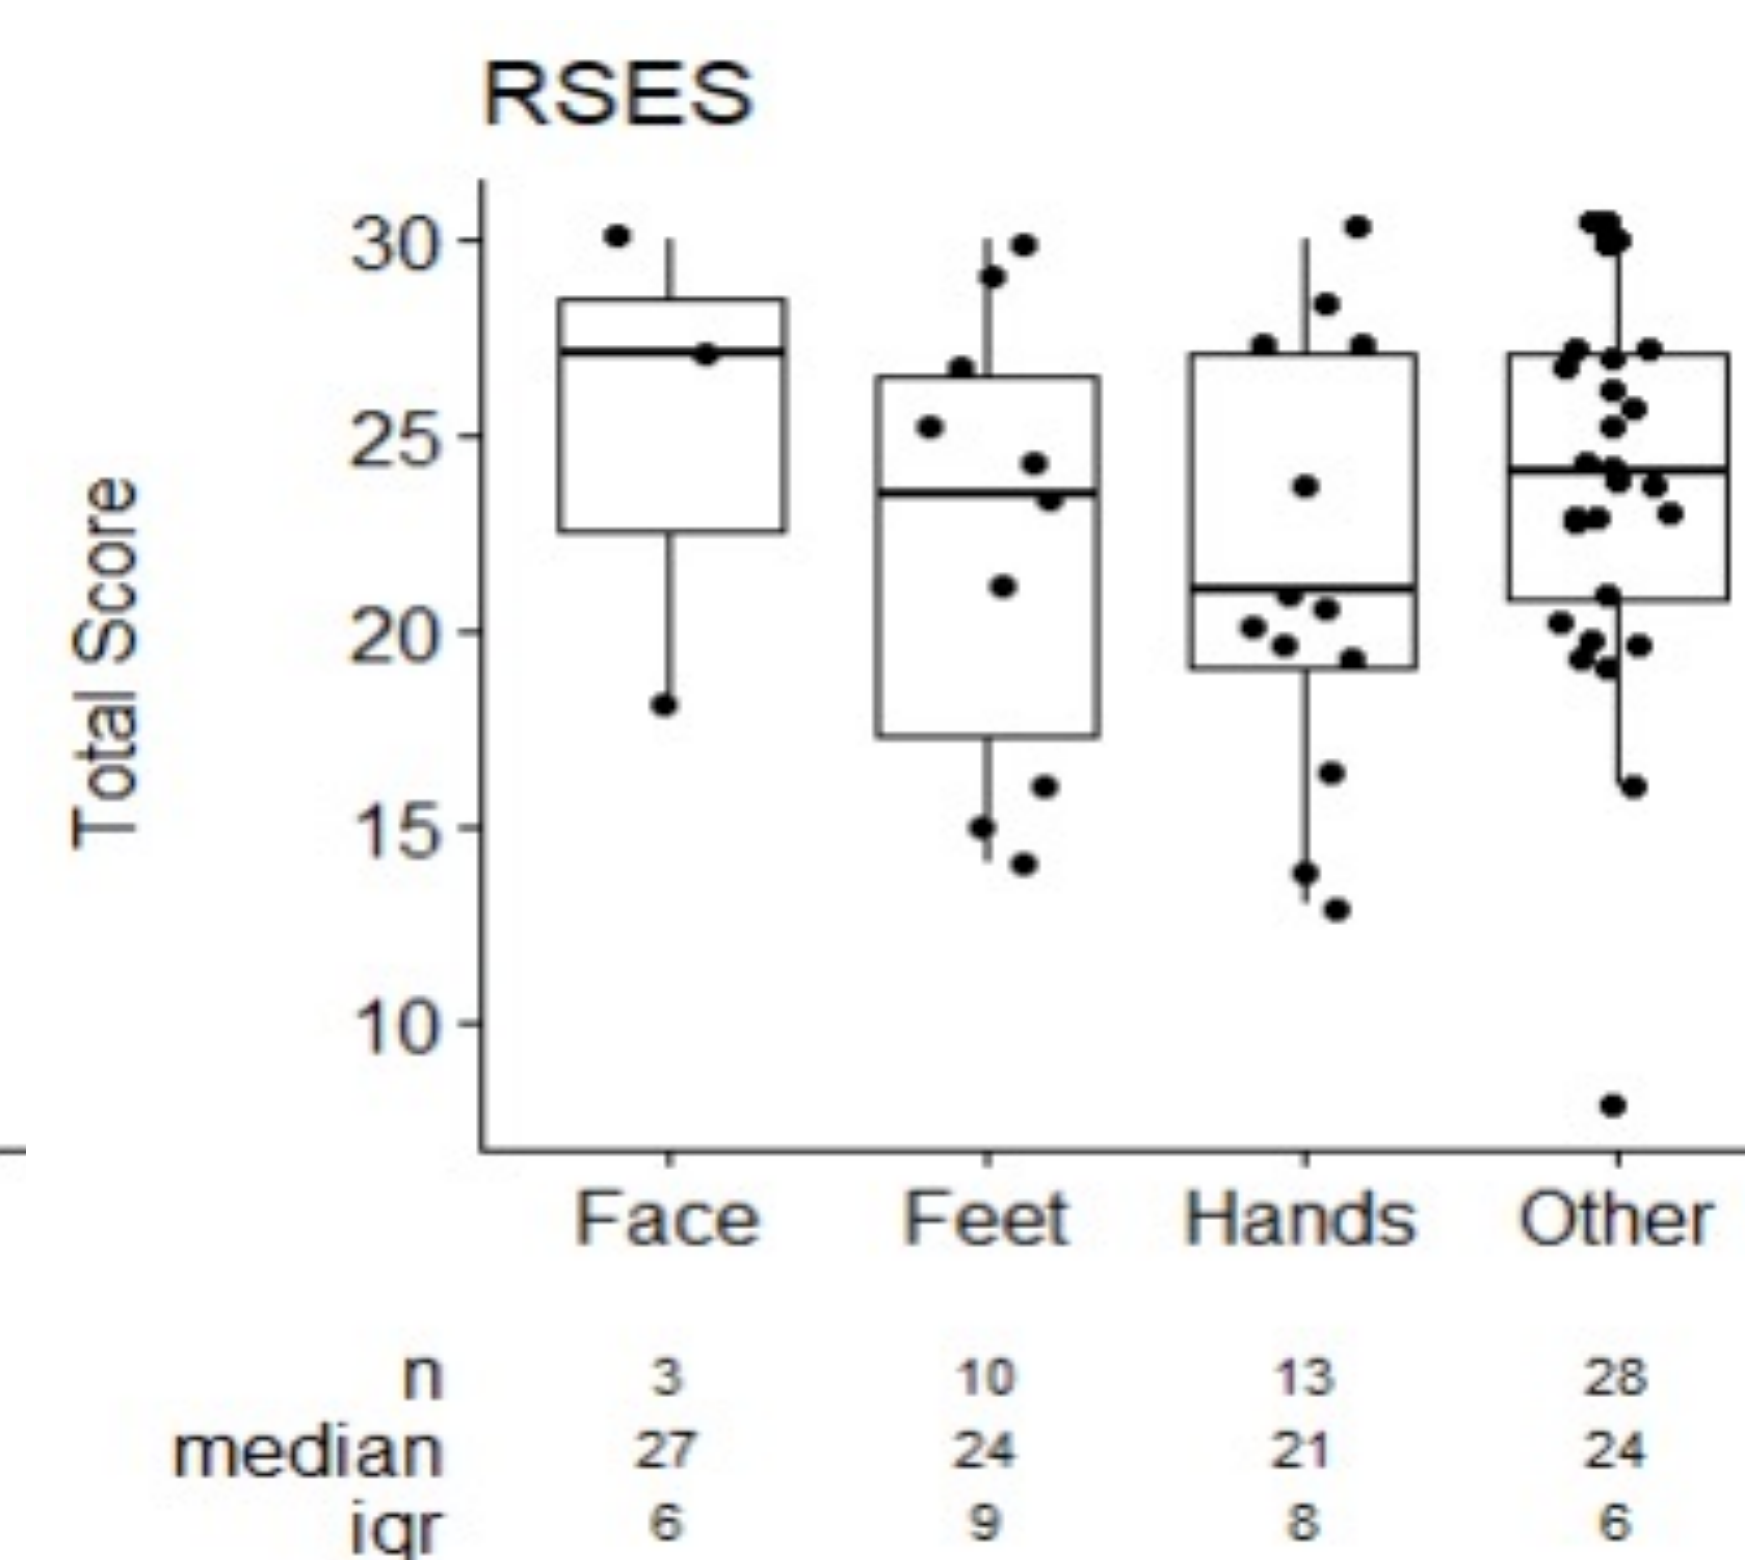 RSES
Total Score
30
25
20
15
10
Face Feet Hands Other
n 3 10 13 28
median 27 24 21 24
iqr 6 9 8 6